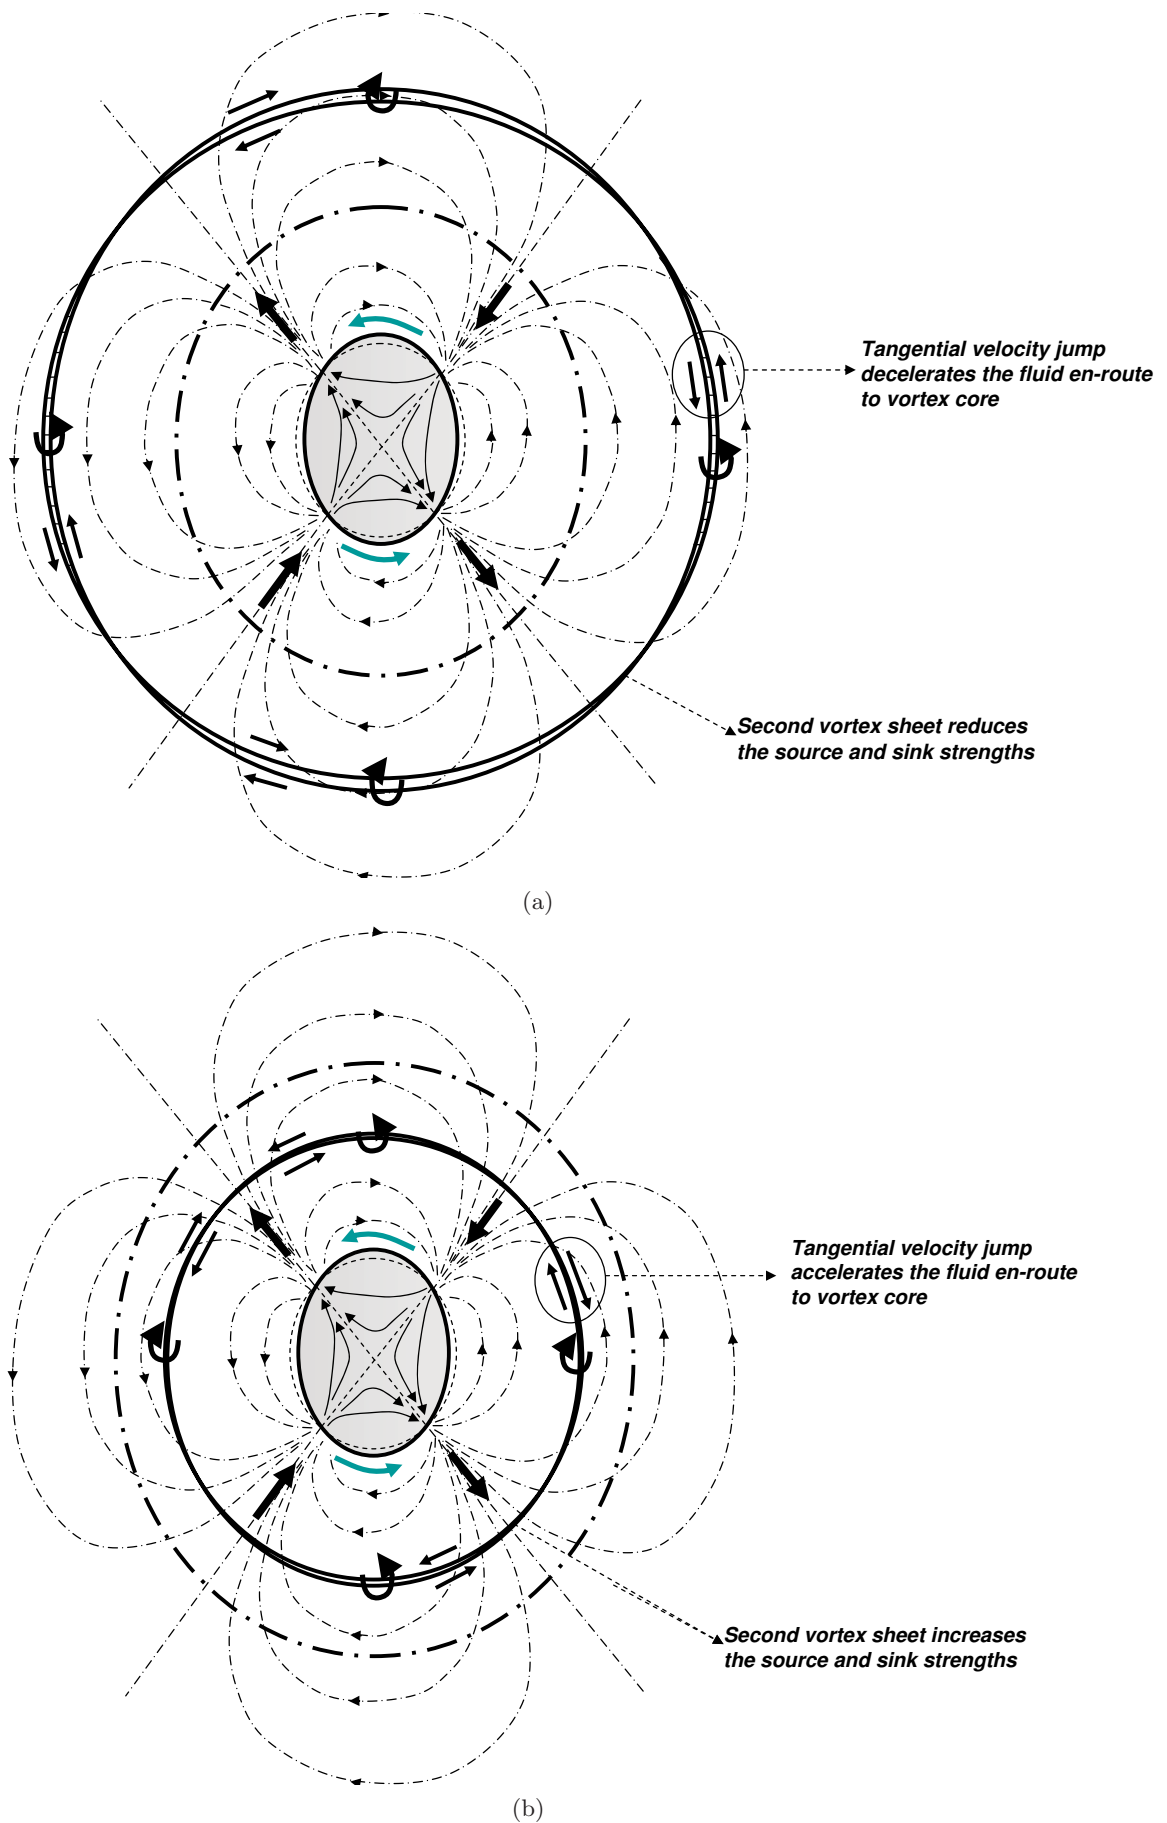 Tangential velocity jump
decelerates the fluid en-route
to vortex core
Second vortex sheet reduces
the source and sink strengths
(a)
Tangential velocity jump
accelerates the fluid en-route
to vortex core
Second vortex sheet increases
the source and sink strengths
(b)